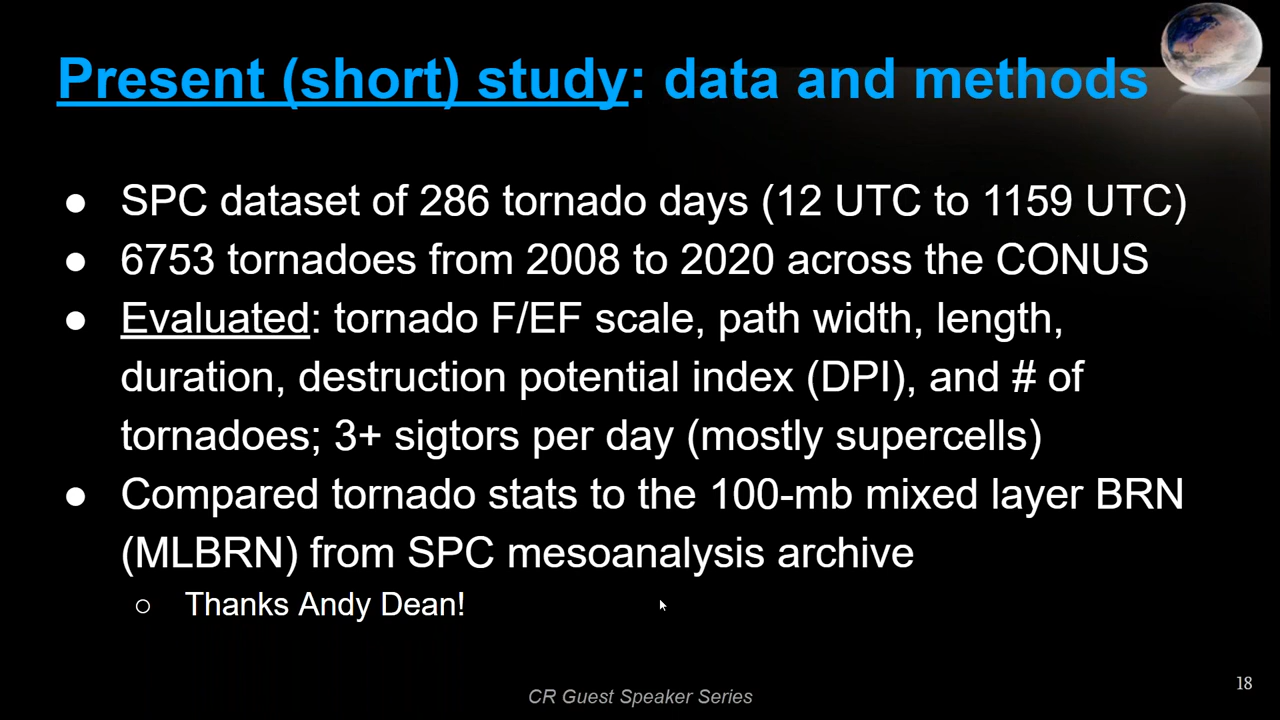 Present (short) study: data and methods
● SPC dataset of 286 tornado days (12 UTC to 1159 UTC)
● 6753 tornadoes from 2008 to 2020 across the CONUS
● Evaluated: tornado F/EF scale, path width, length,
duration, destruction potential index (DPI), and # of
tornadoes; 3+ sigtors per day (mostly supercells)
● Compared tornado stats to the 100-mb mixed layer BRN
(MLBRN) from SPC mesoanalysis archive
○ Thanks Andy Dean!
CR Guest Speaker Series
18